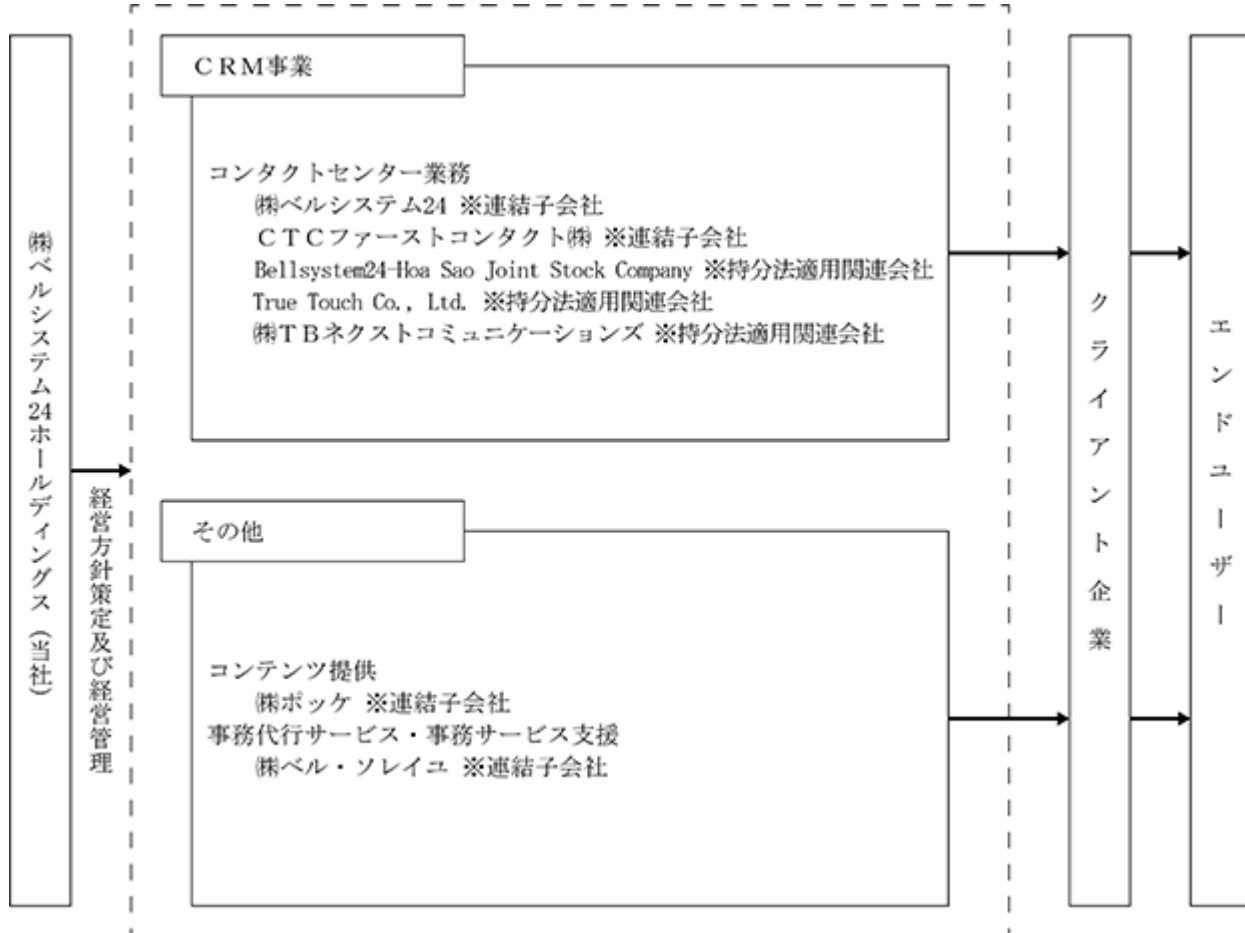 ㈱ベルシステム24ホールディングス（当社）
経営方針策定及び経営管理
ＣＲＭ事業
コンタクトセンター業務
㈱ベルシステム24 ※連結子会社
ＣＴＣファーストコンタクト㈱ ※連結子会社
Bellsystem24-Hoa Sao Joint Stock Company ※持分法適用関連会社
True Touch Co., Ltd. ※持分法適用関連会社
㈱ＴＢネクストコミュニケーションズ ※持分法適用関連会社
その他
コンテンツ提供
㈱ポッケ ※連結子会社
事務代行サービス・事務サービス支援
㈱ベル・ソレイユ ※連結子会社
クライアント企業
エンドユーザー